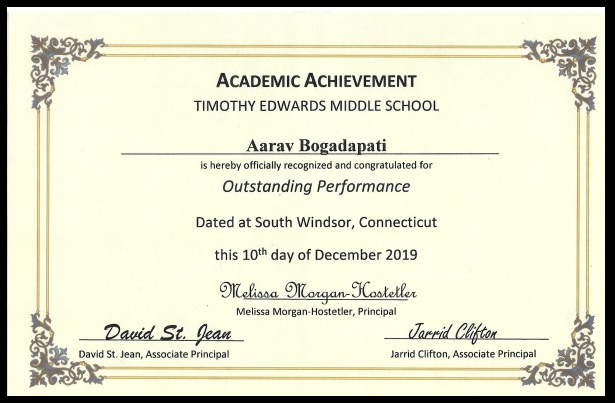 ACADEMIC ACHIEVEMENT
TIMOTHY EDWARDS MIDDLE SCHOOL
Aarav Bogadapati
is hereby officially recognized and congratulated for
Outstanding Performance
Dated at South Windsor, Connecticut
this 10th day of December 2019
Melissa Morgan-Hostetler
Melissa Morgan-Hostetler, Principal
David St. Jean
David St. Jean, Associate Principal
Jarrid Clifton
Jarrid Clifton, Associate Principal